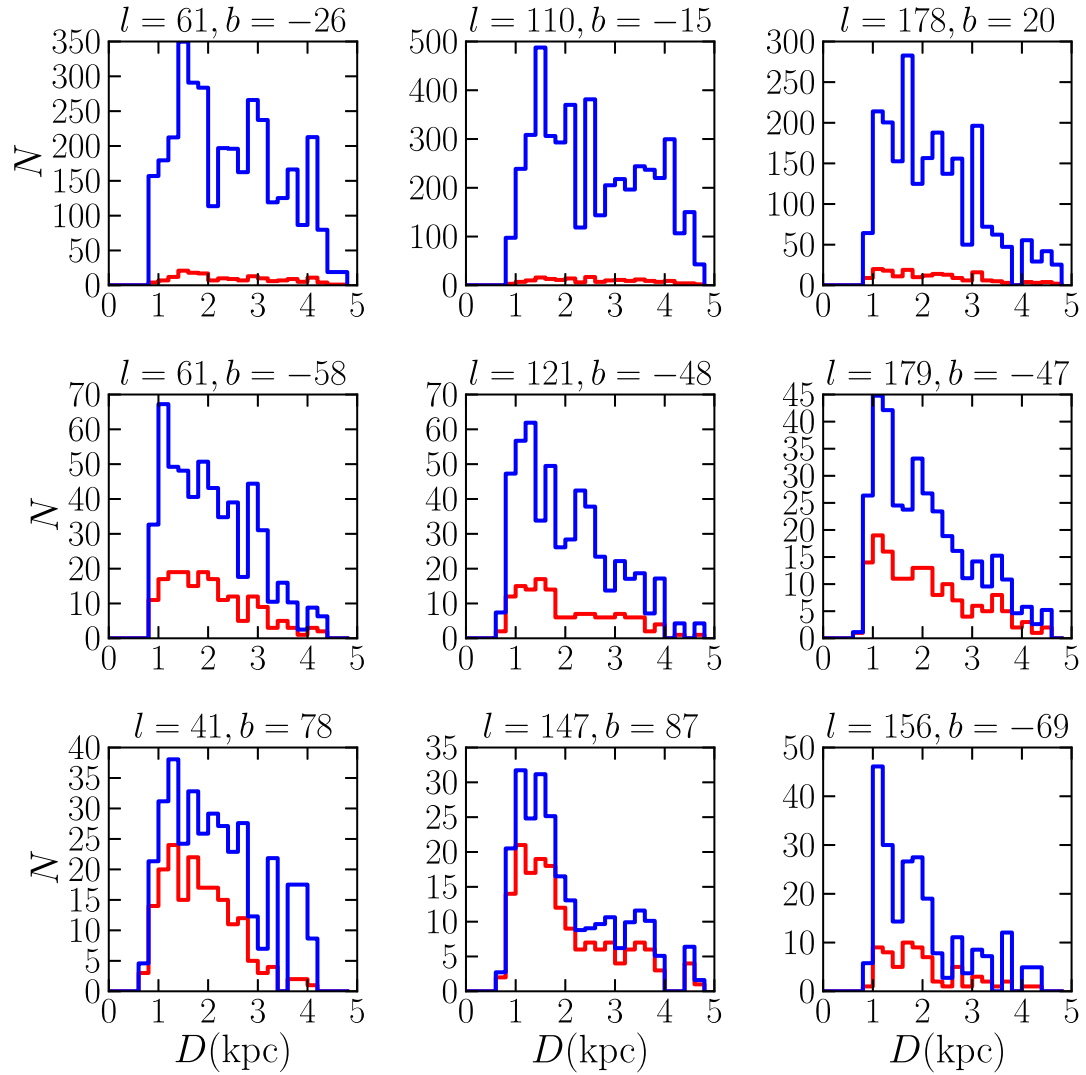 l = 61, b = −26
l = 110, b = −15
l = 178, b = 20
350
300
250
200
150
100
50
0
N
0 1 2 3 4 5
500
400
300
200
100
0
0 1 2 3 4 5
300
250
200
150
100
50
0
0 1 2 3 4 5
l = 61, b = −58
l = 121, b = −48
l = 179, b = −47
70
60
50
40
30
20
10
0
N
0 1 2 3 4 5
70
60
50
40
30
20
10
0
0 1 2 3 4 5
45
40
35
30
25
20
15
10
5
0
0 1 2 3 4 5
l = 41, b = 78
l = 147, b = 87
l = 156, b = −69
40
35
30
25
20
15
10
5
0
N
0 1 2 3 4 5
D(kpc)
35
30
25
20
15
10
5
0
0 1 2 3 4 5
D(kpc)
50
40
30
20
10
0
0 1 2 3 4 5
D(kpc)